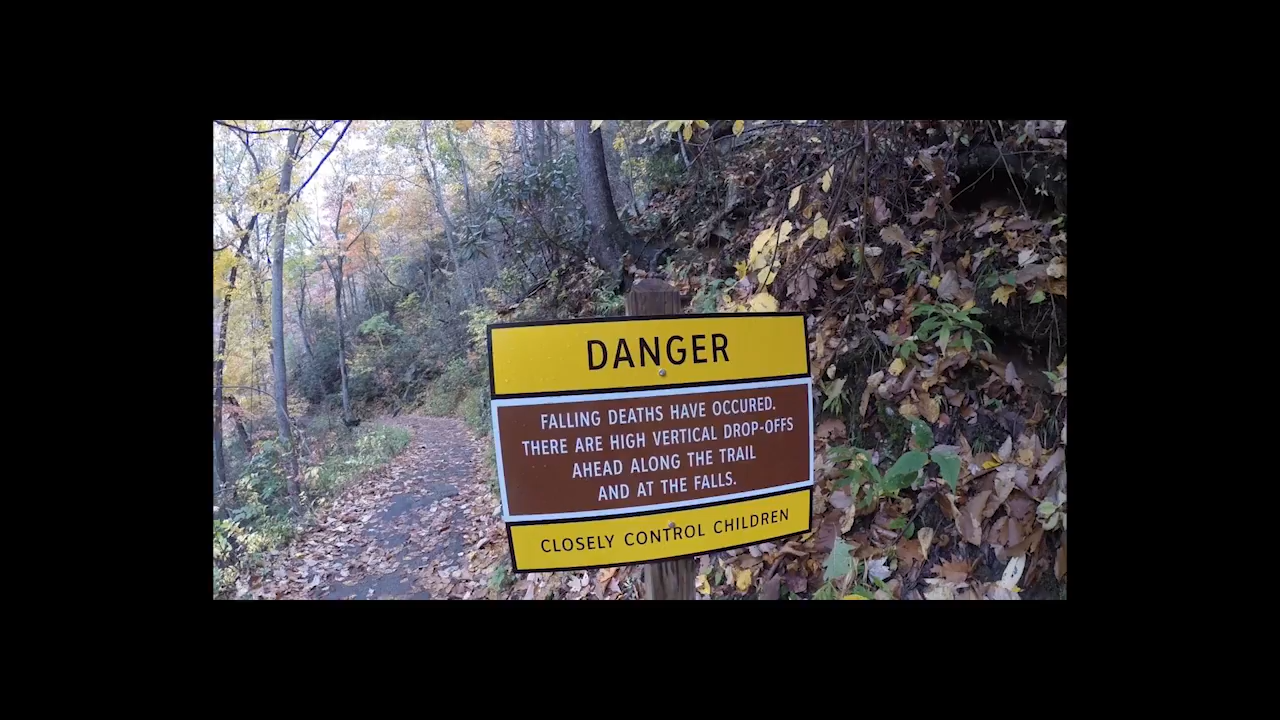 DANGER
FALLING DEATHS HAVE OCCURED.
THERE ARE HIGH VERTICAL DROP-OFFS
AHEAD ALONG THE TRAIL
AND AT THE FALLS.
CLOSELY CONTROL CHILDREN